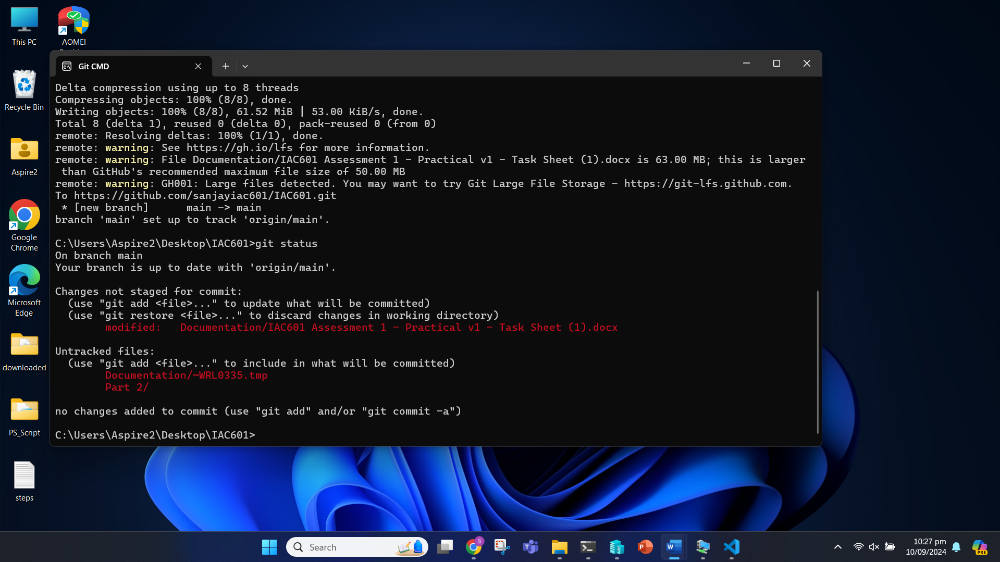 This PC
AOMEI
Recycle Bin
Aspire2
Google
Chrome
Microsoft
Edge
downloaded
PS_Script
steps
Git CMD
Delta compression using up to 8 threads
Compressing objects: 100% (8/8), done.
Writing objects: 100% (8/8), 61.52 MiB | 53.00 KiB/s, done.
Total 8 (delta 1), reused 0 (delta 0), pack-reused 0 (from 0)
remote: Resolving deltas: 100% (1/1), done.
remote: warning: See https://gh.io/lfs for more information.
remote: warning: File Documentation/IAC601 Assessment 1 - Practical v1 - Task Sheet (1).docx is 63.00 MB; this is larger
 than GitHub's recommended maximum file size of 50.00 MB
remote: warning: GH001: Large files detected. You may want to try Git Large File Storage - https://git-lfs.github.com.
To https://github.com/sanjayiac601/IAC601.git
 * [new branch]      main -> main
branch 'main' set up to track 'origin/main'.
C:\Users\Aspire2\Desktop\IAC601>git status
On branch main
Your branch is up to date with 'origin/main'.
Changes not staged for commit:
  (use "git add <file>..." to update what will be committed)
  (use "git restore <file>..." to discard changes in working directory)
        modified:   Documentation/IAC601 Assessment 1 - Practical v1 - Task Sheet (1).docx
Untracked files:
  (use "git add <file>..." to include in what will be committed)
        Documentation/~WRL0335.tmp
        Part 2/
no changes added to commit (use "git add" and/or "git commit -a")
C:\Users\Aspire2\Desktop\IAC601>
Search
S
T
P
W
10:27 pm
10/09/2024
PRE